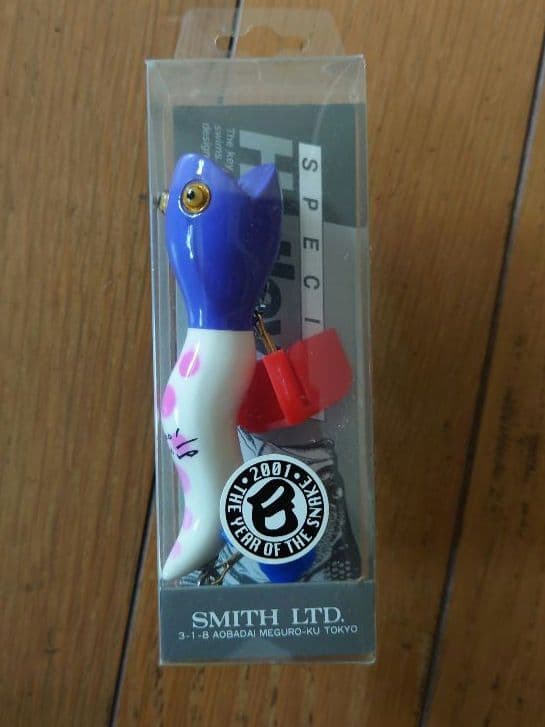 The key
swims
design
SPECI
2001
THE YEAR OF THE SNAKE
SMITH LTD.
3-1-8 AOBADAI MEGURO-KU TOKYO